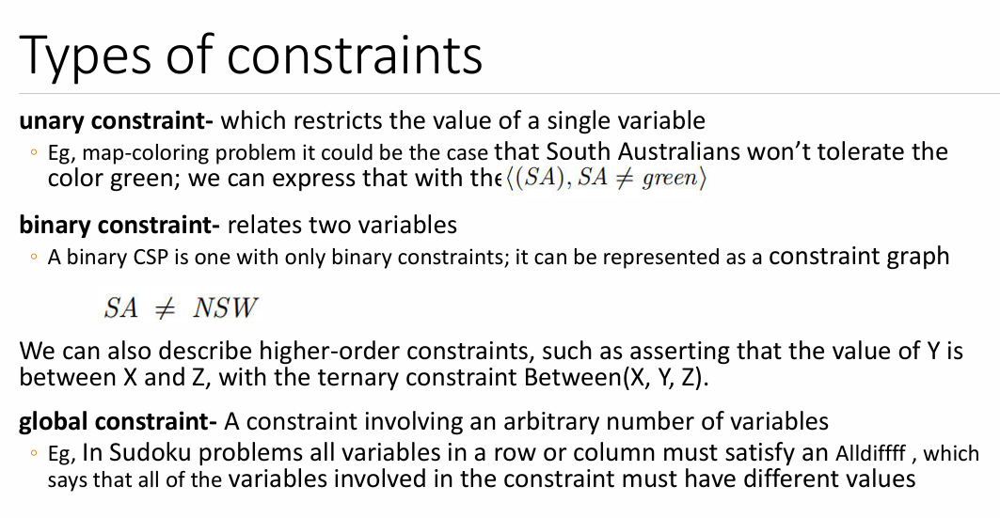 Types of constraints
unary constraint- which restricts the value of a single variable
◦ Eg, map-coloring problem it could be the case that South Australians won’t tolerate the
color green; we can express that with the ⟨(SA), SA ≠ green⟩
binary constraint- relates two variables
◦ A binary CSP is one with only binary constraints; it can be represented as a constraint graph
SA ≠ NSW
We can also describe higher-order constraints, such as asserting that the value of Y is
between X and Z, with the ternary constraint Between(X, Y, Z).
global constraint- A constraint involving an arbitrary number of variables
◦ Eg, In Sudoku problems all variables in a row or column must satisfy an Alldiffff , which
says that all of the variables involved in the constraint must have different values